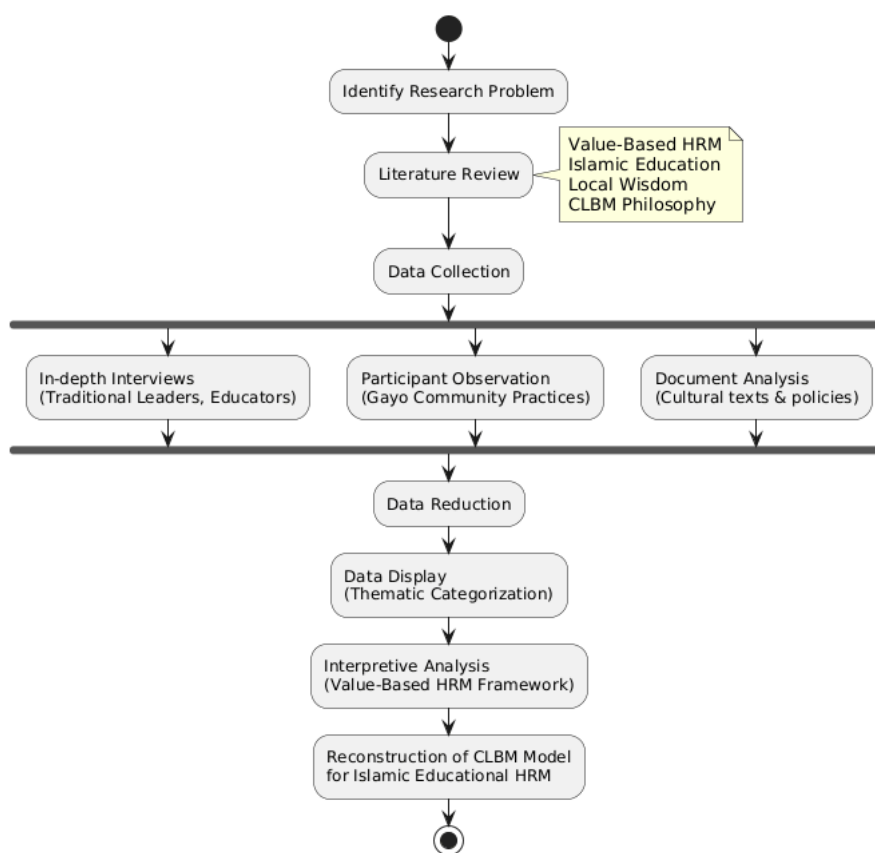 Identify Research Problem
Literature Review
Value-Based HRM
Islamic Education
Local Wisdom
CLBM Philosophy
Data Collection
In-depth Interviews
(Traditional Leaders, Educators)
Participant Observation
(Gayo Community Practices)
Document Analysis
(Cultural texts & policies)
Data Reduction
Data Display
(Thematic Categorization)
Interpretive Analysis
(Value-Based HRM Framework)
Reconstruction of CLBM Model
for Islamic Educational HRM